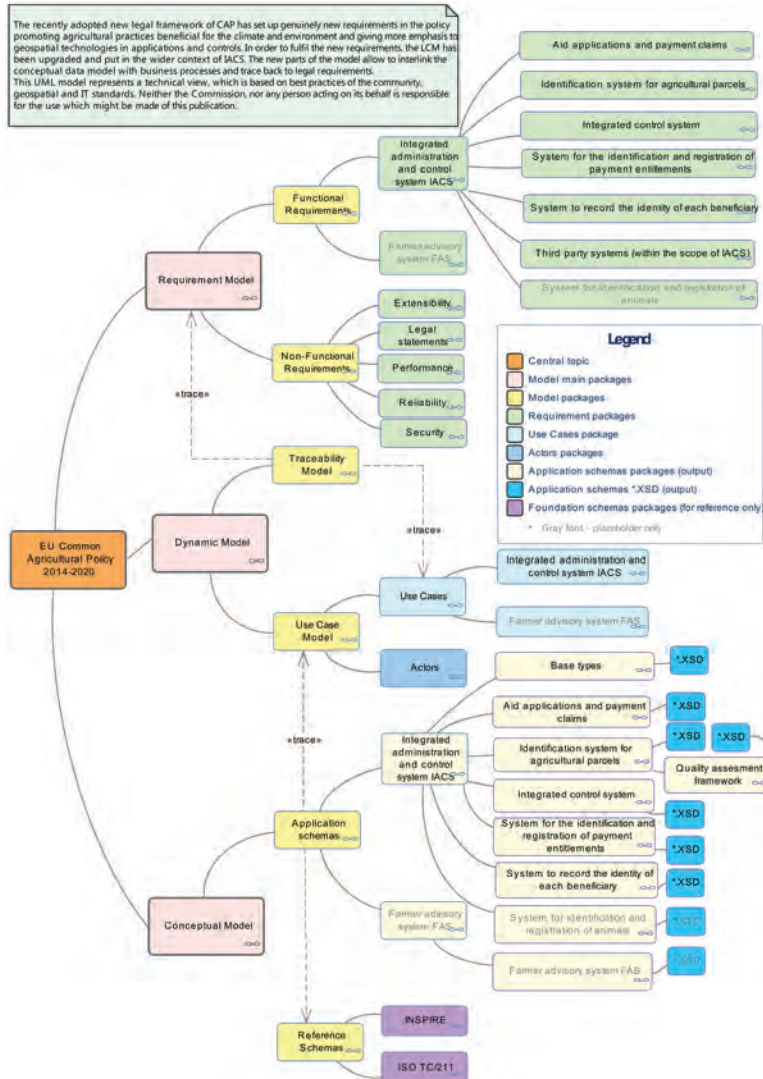 The recently adopted new legal framework of CAP has set up genuinely new requirements in the policy
promoting agricultural practices beneficial for the climate and environment and giving more emphasis to
geospatial technologies in applications and controls. In order to fulfil the new requirements, the LCM has
been upgraded and put in the wider context of IACS. The new parts of the model allow to interlink the
conceptual data model with business processes and trace back to legal requirements.
This UML model represents a technical view, which is based on best practices of the community,
geospatial and IT standards. Neither the Commission, nor any person acting on its behalf is responsible
for the use which might be made of this publication.
Aid applications and payment claims
Identification system for agricultural parcels
Integrated control system
System for the identification and registration of
payment entitlements
System to record the identity of each beneficiary
Third party systems (within the scope of IACS)
System for identification and registration of
animals
Integrated
administration
and control
system IACS
Functional
Requirements
Farmer advisory
system FAS
Requirement Model
Extensibility
Legal
statements
Performance
Reliability
Security
Non-Functional
Requirements
«trace»
Legend
Central topic
Model main packages
Model packages
Requirement packages
Use Cases package
Actors packages
Application schemas packages (output)
Application schemas *.XSD (output)
Foundation schemas packages (for reference only)
* Gray font - placeholder only
Traceability
Model
«trace»
EU Common
Agricultural Policy
2014-2020
Dynamic Model
Integrated administration and
control system IACS
Use Cases
Farmer advisory system FAS
Use Case
Model
Actors
«trace»
Base types
*.XSD
Aid applications and payment
claims
*.XSD
Integrated
administration
and control
system IACS
Identification system for
agricultural parcels
*.XSD
*.XSD
Quality assesment
framework
Integrated control system
*.XSD
Application
schemas
System for the identification and
registration of payment
entitlements
*.XSD
System to record the identity of
each beneficiary
*.XSD
Conceptual Model
Farmer advisory
system FAS
System for identification and
registration of animals
*.XSD
Farmer advisory system FAS
*.XSD
Reference
Schemas
INSPIRE
ISO TC/211